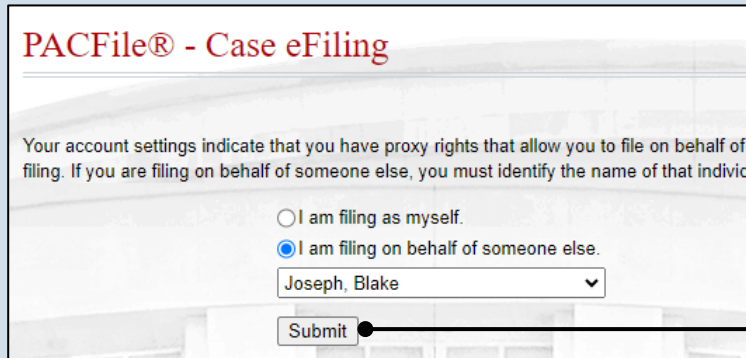 PACFile® - Case eFiling
Your account settings indicate that you have proxy rights that allow you to file on behalf of
filing. If you are filing on behalf of someone else, you must identify the name of that
I am filing as myself.
I am filing on behalf of someone else.
Joseph, Blake
Submit